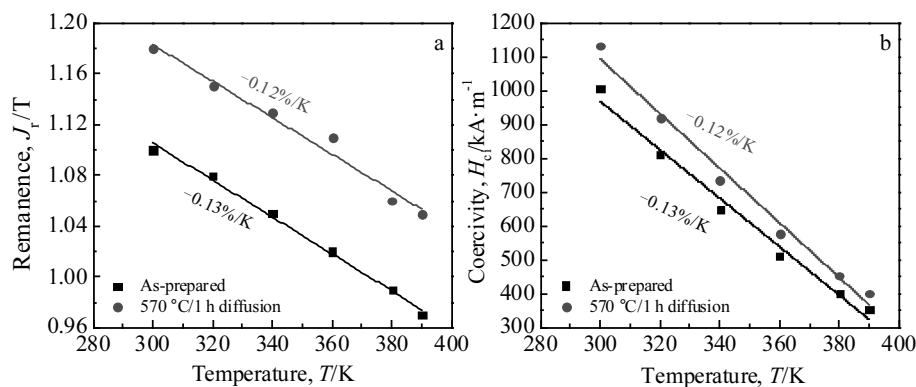 1.20
1.16
1.12
1.08
1.04
1.00
0.96
Remanence, Jr/T
a
−0.12%/K
−0.13%/K
As-prepared
570 °C/1 h diffusion
280 300 320 340 360 380 400
Temperature, T/K
1100
1000
900
800
700
600
500
400
300
Coercivity, Hci/kA·m⁻¹
b
−0.12%/K
−0.13%/K
As-prepared
570 °C/1 h diffusion
280 300 320 340 360 380 400
Temperature, T/K